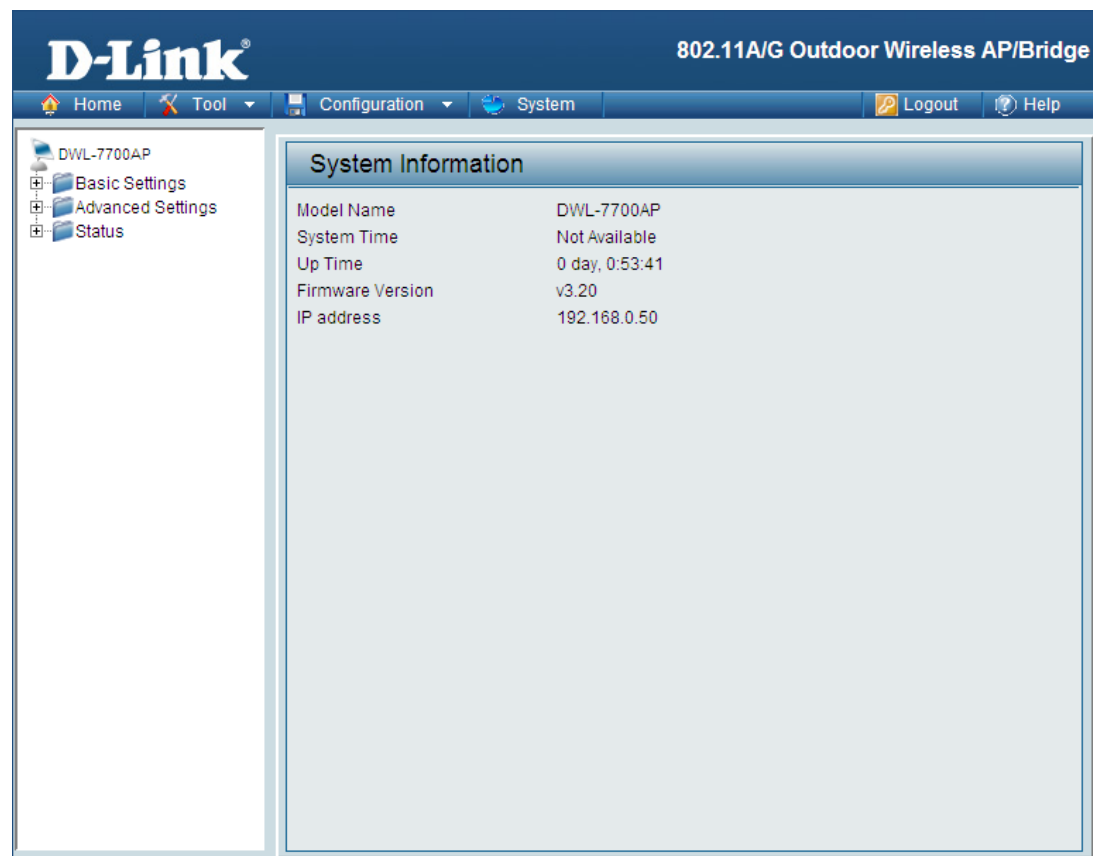 D-Link®
802.11A/G Outdoor Wireless AP/Bridge
Home Tool Configuration System Logout Help
DWL-7700AP
Basic Settings
Advanced Settings
Status
System Information
Model Name DWL-7700AP
System Time Not Available
Up Time 0 day, 0:53:41
Firmware Version v3.20
IP address 192.168.0.50